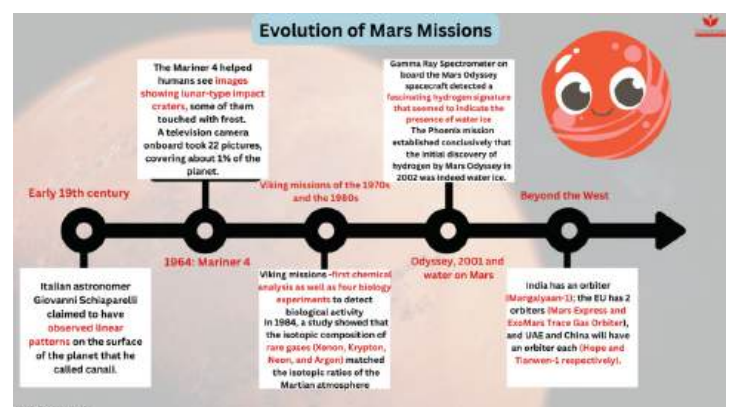 Evolution of Mars Missions
The Mariner 4 helped
humans see images
showing lunar-type impact
craters, some of them
touched with frost.
A television camera
onboard took 22 pictures,
covering about 1% of the
planet.
Gamma Ray Spectrometer on
board the Mars Odyssey
spacecraft detected a
fascinating hydrogen signature
that seemed to indicate the
presence of water ice
The Phoenix mission
established conclusively that
the initial discovery of
hydrogen by Mars Odyssey in
2002 was indeed water ice.
Early 19th century
Viking missions of the 1970s
and the 1980s
Beyond the West
1964: Mariner 4
Odyssey, 2001 and
water on Mars
Italian astronomer
Giovanni Schiaparelli
claimed to have
observed linear
patterns on the surface
of the planet that he
called canali.
Viking missions -first chemical
analysis as well as four biology
experiments to detect
biological activity
In 1984, a study showed that
the isotopic composition of
rare gases (Xenon, Krypton,
Neon, and Argon) matched
the isotopic ratios of the
Martian atmosphere
India has an orbiter
(Mangalyaan-1); the EU has 2
orbiters (Mars Express and
ExoMars Trace Gas Orbiter),
and UAE and China will have
an orbiter each (Hope and
Tianwen-1 respectively).